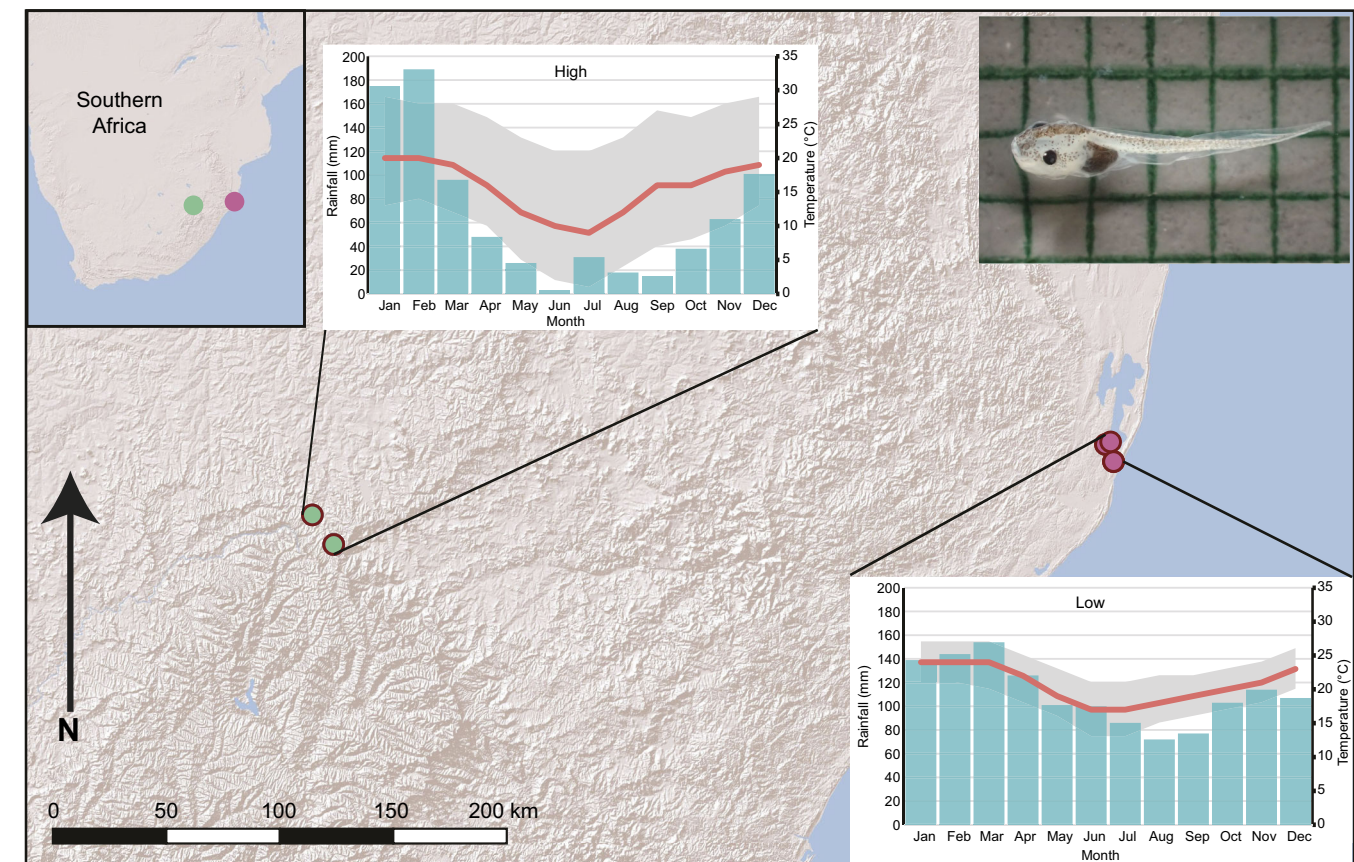 Southern
Africa
High
Rainfall (mm)
200
180
160
140
120
100
80
60
40
20
0
Temperature (°C)
35
30
25
20
15
10
5
0
Jan Feb Mar Apr May Jun Jul Aug Sep Oct Nov Dec
Month
N
0 50 100 150 200 km
Low
Rainfall (mm)
200
180
160
140
120
100
80
60
40
20
0
Temperature (°C)
35
30
25
20
15
10
5
0
Jan Feb Mar Apr May Jun Jul Aug Sep Oct Nov Dec
Month